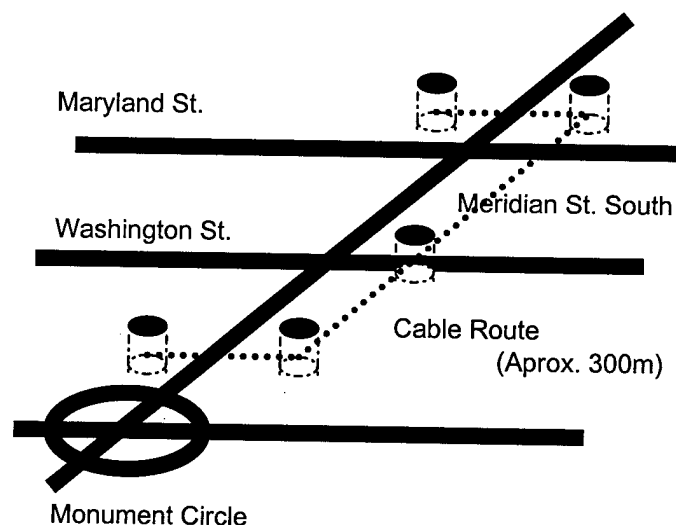 Maryland St.
Meridian St. South
Washington St.
Cable Route
(Aprox. 300m)
Monument Circle